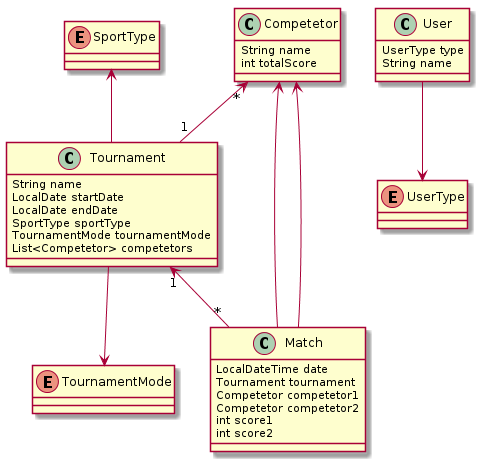 E SportType
C Competetor
String name
int totalScore
C User
UserType type
String name
*
1
C Tournament
String name
LocalDate startDate
LocalDate endDate
SportType sportType
TournamentMode tournamentMode
List<Competetor> competetors
E UserType
1
*
C Match
LocalDateTime date
Tournament tournament
Competetor competetor1
Competetor competetor2
int score1
int score2
E TournamentMode